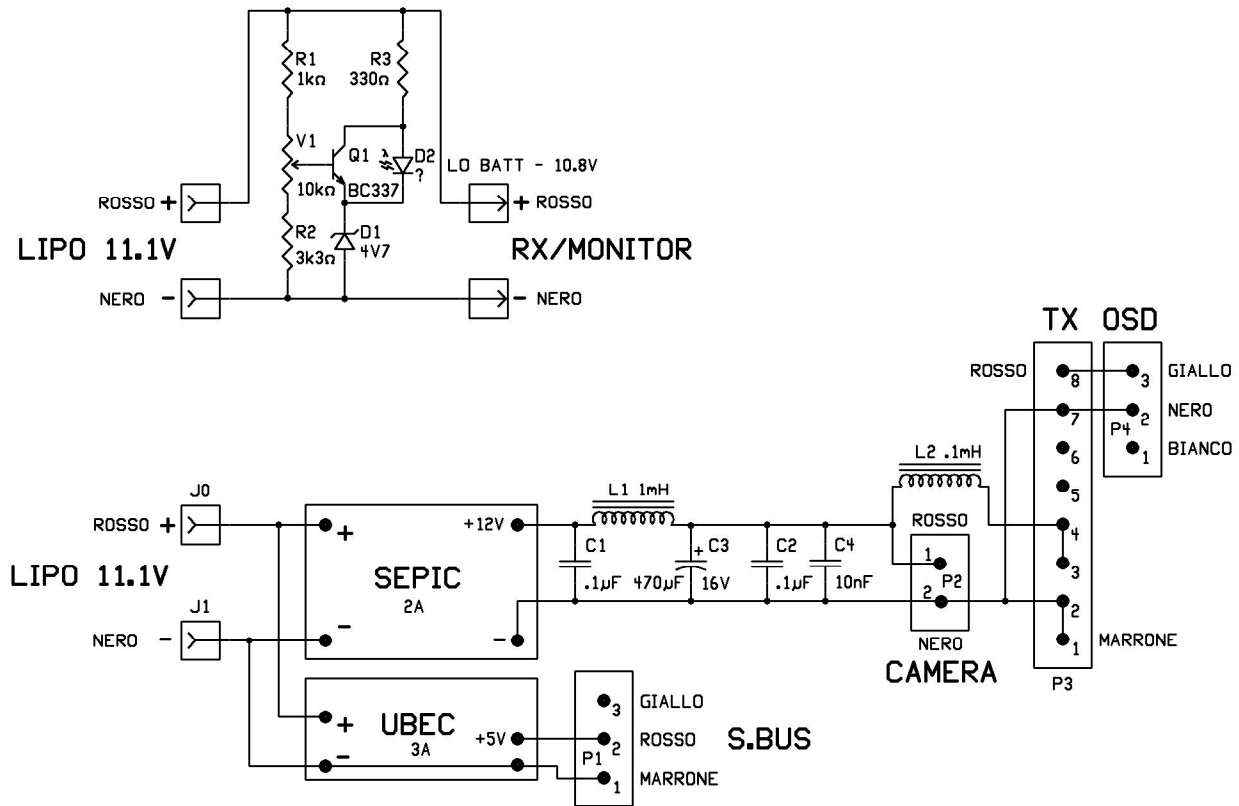 R1
1kΩ
R3
330Ω
V1
10kΩ
Q1
BC337
D2
?
LO BATT - 10.8V
ROSSO +
+ ROSSO
LIPO 11.1V
R2
3k3Ω
D1
4V7
RX/MONITOR
NERO -
- NERO
TX OSD
ROSSO
8
3
GIALLO
7
2
NERO
P4
6
1
BIANCO
5
4
3
2
1
MARRONE
P3
L2 .1mH
L1 1mH
J0
ROSSO +
LIPO 11.1V
J1
NERO -
+
+12V
SEPIC
2A
-
-
C1
.1µF
+
C3
470µF
16V
C2
.1µF
C4
10nF
ROSSO
1
P2
2
NERO
CAMERA
+
UBEC
3A
+5V
-
3
GIALLO
2
ROSSO
P1
1
MARRONE
S.BUS